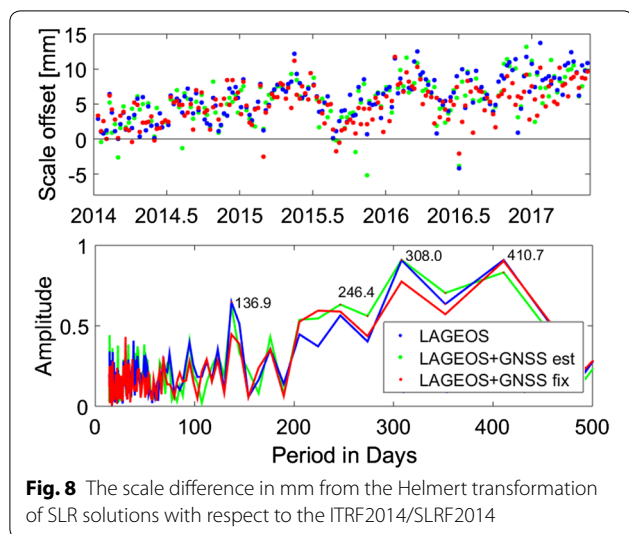 15
10
5
0
-5
Scale offset [mm]
2014 2014.5 2015 2015.5 2016 2016.5 2017
1
0.5
0
Amplitude
136.9
246.4
308.0
410.7
LAGEOS
LAGEOS+GNSS est
LAGEOS+GNSS fix
0 100 200 300 400 500
Period in Days
Fig. 8 The scale difference in mm from the Helmert transformation
of SLR solutions with respect to the ITRF2014/SLRF2014